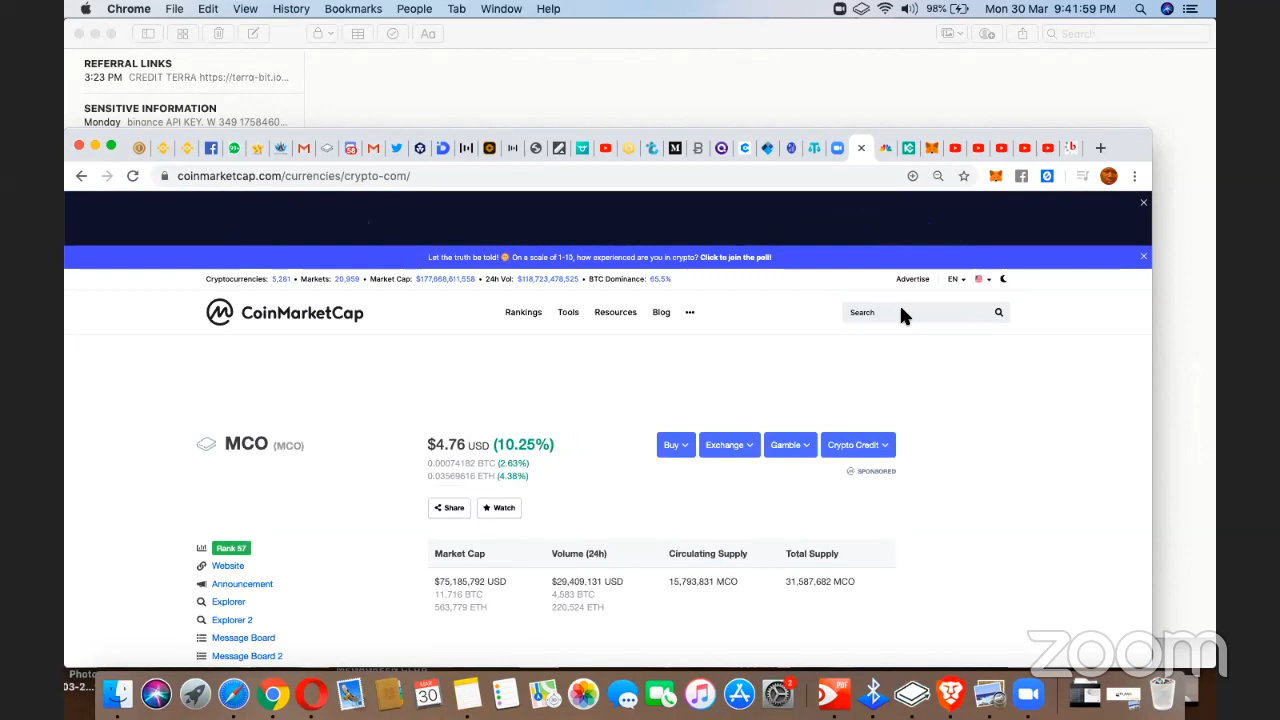 Chrome File Edit View History Bookmarks People Tab Window Help 98% Mon 30 Mar 9:41:59 PM
Aa Search
REFERRAL LINKS
3:23 PM CREDIT TERRA https://terra-bit.io...
SENSITIVE INFORMATION
Monday binance API KEY. W 349 1758460...
coinmarketcap.com/currencies/crypto-com/
Let the truth be told! On a scale of 1-10, how experienced are you in crypto? Click to join the poll!
Cryptocurrencies: 5,281 • Markets: 20,959 • Market Cap: $177,668,611,558 • 24h Vol: $118,723,478,525 • BTC Dominance: 65.5%
Advertise EN
CoinMarketCap
Rankings Tools Resources Blog •••
Search
MCO (MCO)
$4.76 USD (10.25%)
0.00074182 BTC (2.63%)
0.03569616 ETH (4.38%)
Buy Exchange Gamble Crypto Credit
SPONSORED
Share Watch
Rank 57
Website
Announcement
Explorer
Explorer 2
Message Board
Message Board 2
Market Cap Volume (24h) Circulating Supply Total Supply
$75,185,792 USD $29,409,131 USD 15,793,831 MCO 31,587,682 MCO
11,716 BTC 4,583 BTC
563,779 ETH 220,524 ETH
zoom
Photo
03-2...
MAR
30
PDF
2